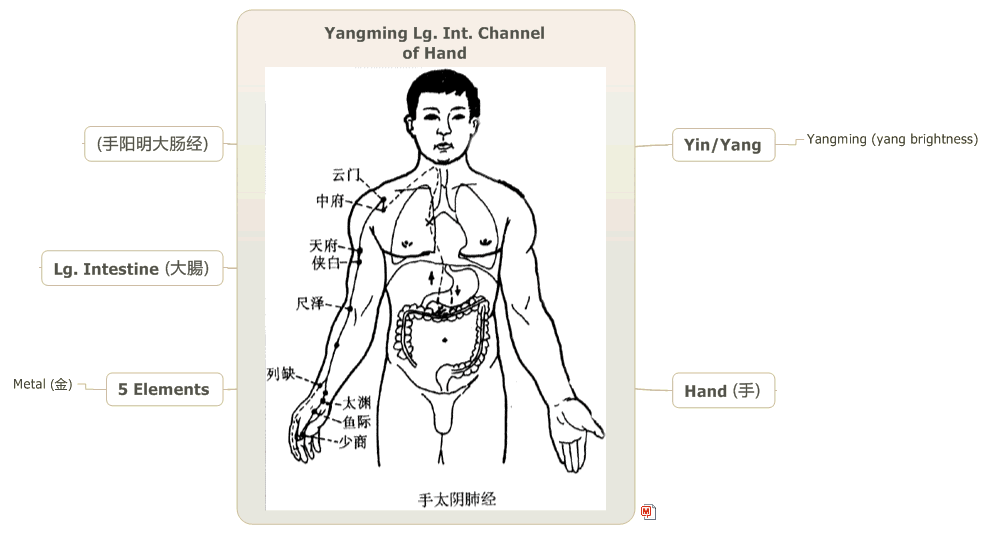 Yangming Lg. Int. Channel
of Hand
(手阳明大肠经)
Lg. Intestine (大腸)
5 Elements
Metal (金)
Yin/Yang
Yangming (yang brightness)
Hand (手)
云门
中府
天府
侠白
尺泽
列缺
太渊
鱼际
少商
手太阴肺经
M